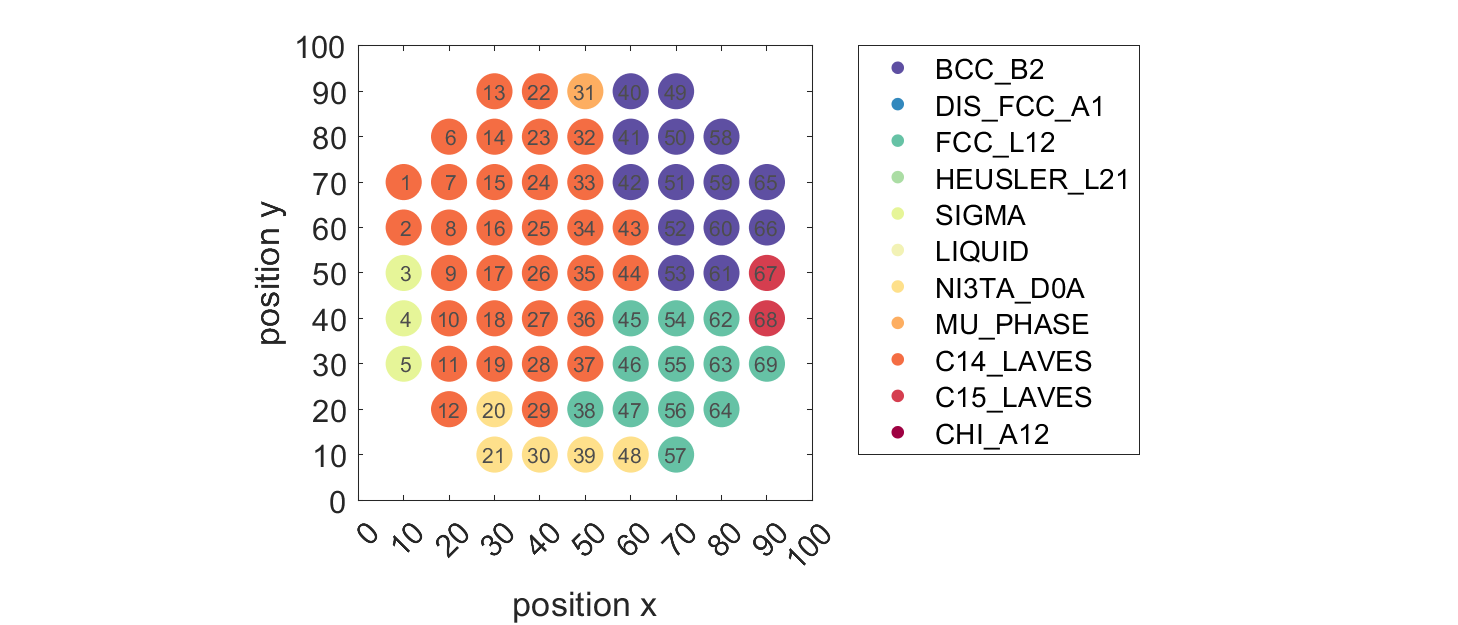 100
90
80
70
60
50
40
30
20
10
0
13 22 31 40 49
6 14 23 32 41 50 58
1 7 15 24 33 42 51 59 65
2 8 16 25 34 43 52 60 66
3 9 17 26 35 44 53 61 67
4 10 18 27 36 45 54 62 68
5 11 19 28 37 46 55 63 69
12 20 29 38 47 56 64
21 30 39 48 57
0 10 20 30 40 50 60 70 80 90 100
position x
position y
BCC_B2
DIS_FCC_A1
FCC_L12
HEUSLER_L21
SIGMA
LIQUID
NI3TA_D0A
MU_PHASE
C14_LAVES
C15_LAVES
CHI_A12